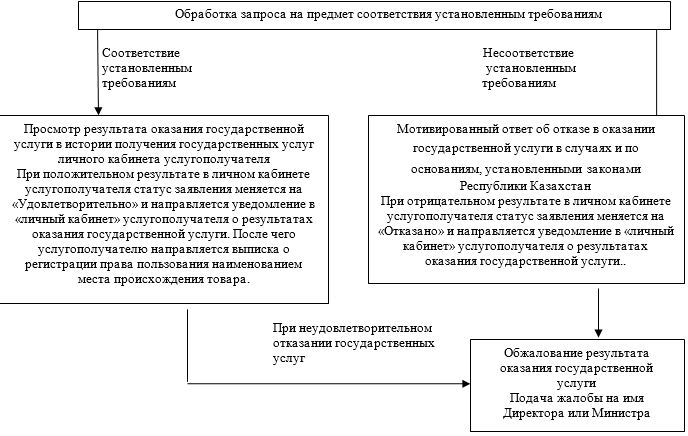 Обработка запроса на предмет соответствия установленным требованиям
Соответствие
установленным
требованиям
Несоответствие
установленным
требованиям
Просмотр результата оказания государственной
услуги в истории получения государственных услуг
личного кабинета услугополучателя
При положительном результате в личном кабинете
услугополучателя статус заявления меняется на
«Удовлетворительно» и направляется уведомление в
«личный кабинет» услугополучателя о результатах
оказания государственной услуги. После чего
услугополучателю направляется выписка о
регистрации права пользования наименованием
места происхождения товара.
Мотивированный ответ об отказе в оказании
государственной услуги в случаях и по
основаниям, установленными законами
Республики Казахстан
При отрицательном результате в личном кабинете
услугополучателя статус заявления меняется на
«Отказано» и направляется уведомление в «личный
кабинет» услугополучателя о результатах
оказания государственной услуги..
При неудовлетворительном
отказании государственных
услуг
Обжалование результата
оказания государственной
услуги
Подача жалобы на имя
Директора или Министра